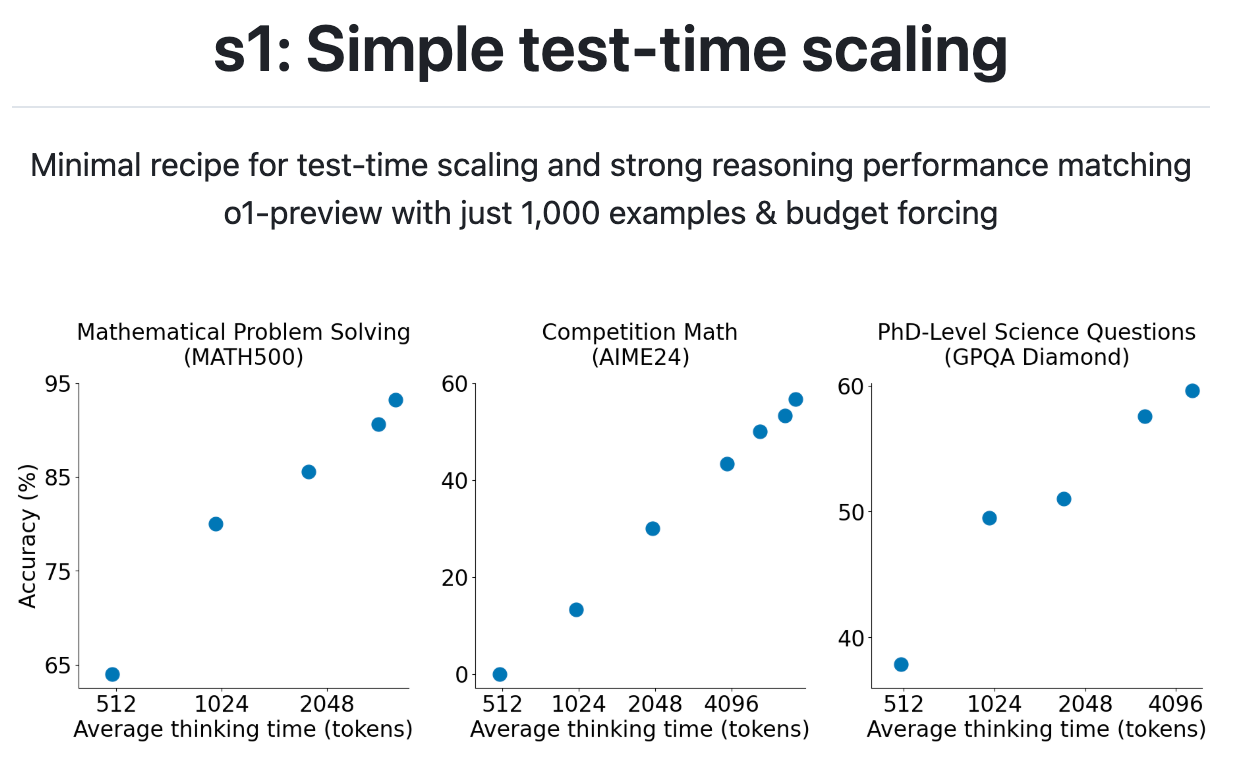 s1: Simple test-time scaling
Minimal recipe for test-time scaling and strong reasoning performance matching
o1-preview with just 1,000 examples & budget forcing
Mathematical Problem Solving
(MATH500)
Accuracy (%)
95
85
75
65
512 1024 2048
Average thinking time (tokens)
Competition Math
(AIME24)
60
40
20
0
512 1024 2048 4096
Average thinking time (tokens)
PhD-Level Science Questions
(GPQA Diamond)
60
50
40
512 1024 2048 4096
Average thinking time (tokens)